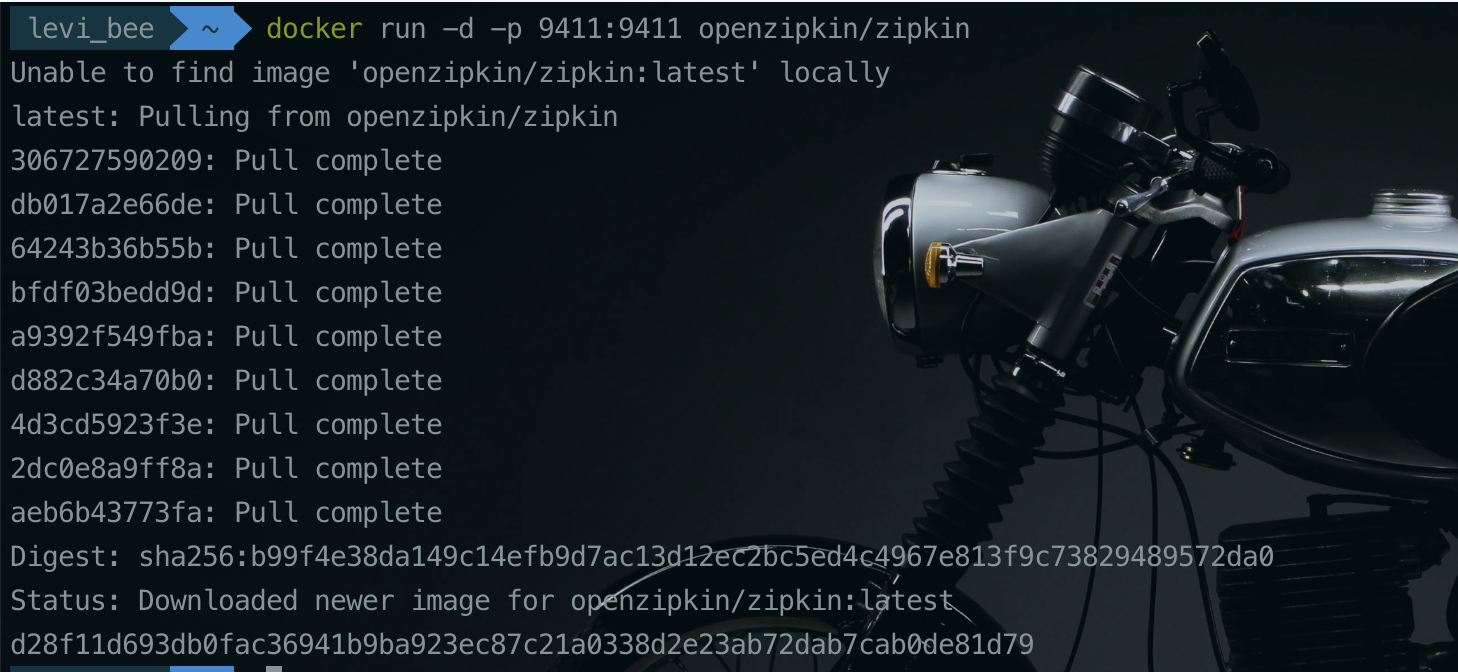 levi_bee ~ docker run -d -p 9411:9411 openzipkin/zipkin
Unable to find image 'openzipkin/zipkin:latest' locally
latest: Pulling from openzipkin/zipkin
306727590209: Pull complete
db017a2e66de: Pull complete
64243b36b55b: Pull complete
bfdf03bedd9d: Pull complete
a9392f549fba: Pull complete
d882c34a70b0: Pull complete
4d3cd5923f3e: Pull complete
2dc0e8a9ff8a: Pull complete
aeb6b43773fa: Pull complete
Digest: sha256:b99f4e38da149c14efb9d7ac13d12ec2bc5ed4c4967e813f9c73829489572da0
Status: Downloaded newer image for openzipkin/zipkin:latest
d28f11d693db0fac36941b9ba923ec87c21a0338d2e23ab72dab7cab0de81d79